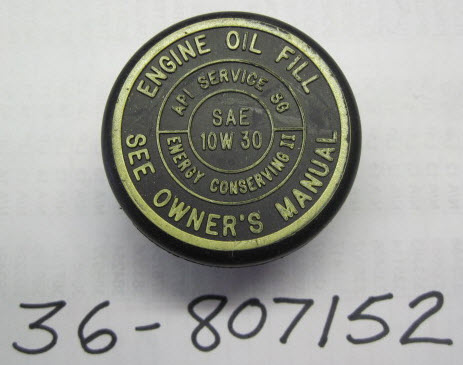 ENGINE OIL FILL
API SERVICE SG
SAE
10W 30
ENERGY CONSERVING II
SEE OWNER'S MANUAL
36-807152